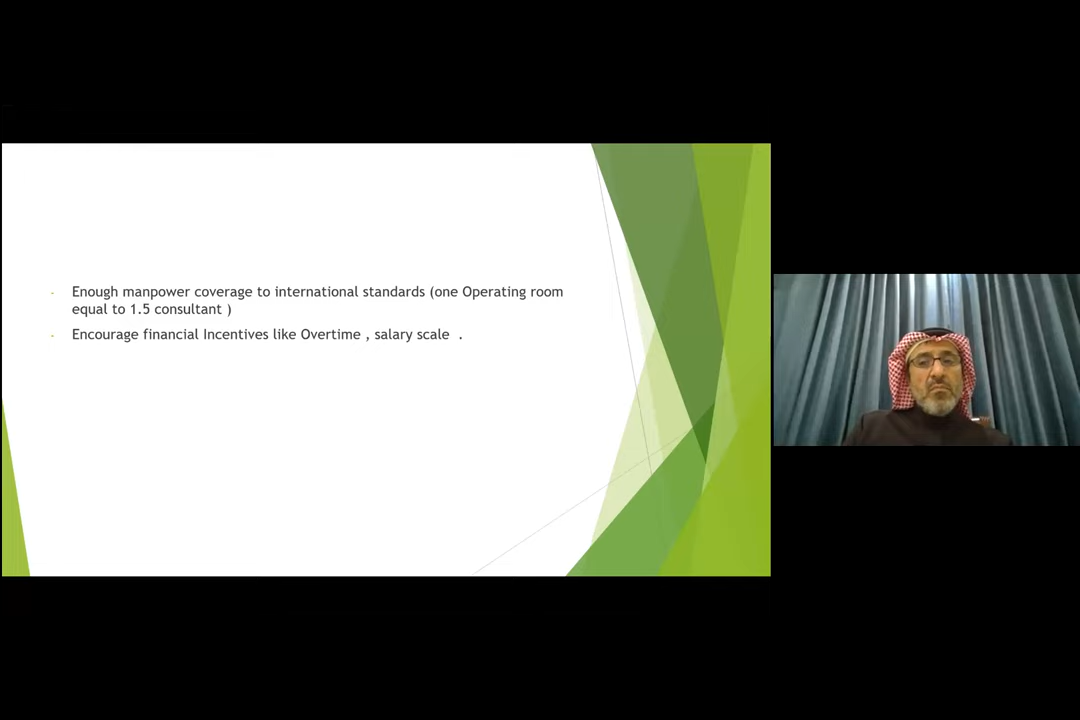 - Enough manpower coverage to international standards (one Operating room
equal to 1.5 consultant )
- Encourage financial Incentives like Overtime , salary scale  .